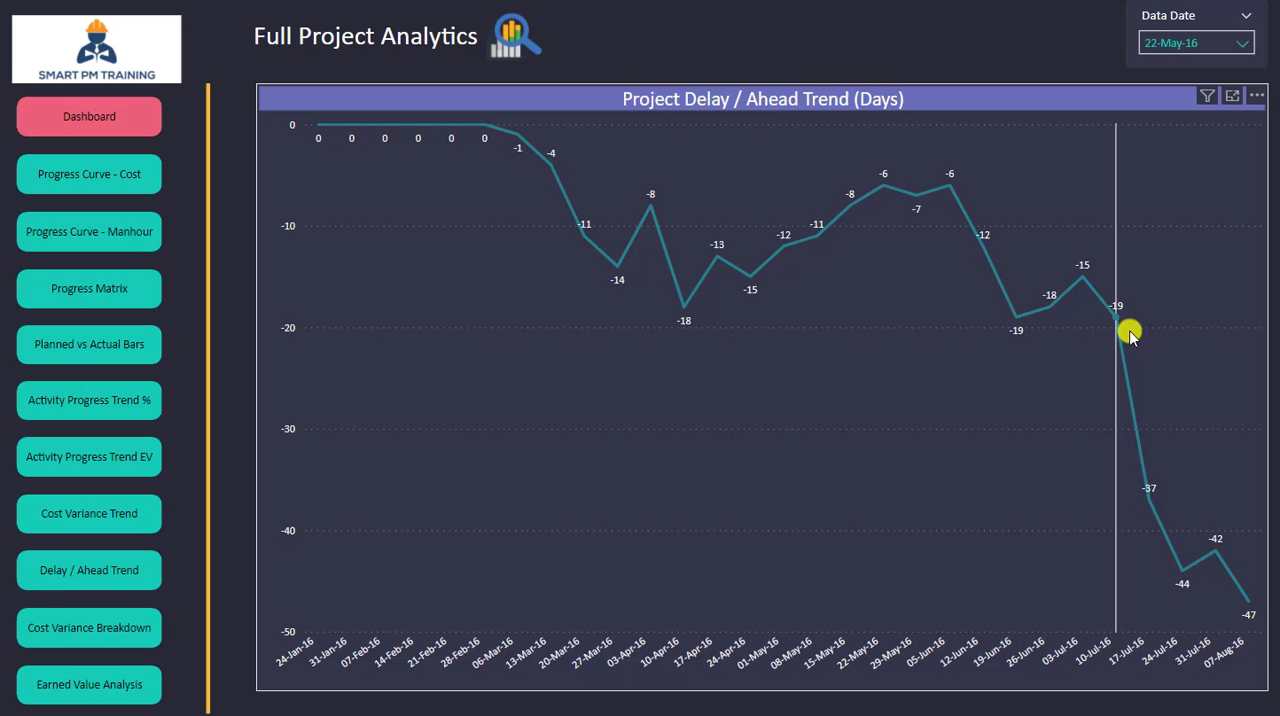 SMART PM TRAINING
Full Project Analytics
Data Date
22-May-16
Dashboard
Progress Curve - Cost
Progress Curve - Manhour
Progress Matrix
Planned vs Actual Bars
Activity Progress Trend %
Activity Progress Trend EV
Cost Variance Trend
Delay / Ahead Trend
Cost Variance Breakdown
Earned Value Analysis
Project Delay / Ahead Trend (Days)
0
-10
-20
-30
-40
-50
0 0 0 0 0 0 -1 -4 -11 -14 -8 -18 -13 -15 -12 -11 -8 -6 -7 -6 -12 -19 -18 -15 -19 -37 -44 -42 -47
24-Jan-16 31-Jan-16 07-Feb-16 14-Feb-16 21-Feb-16 28-Feb-16 06-Mar-16 13-Mar-16 20-Mar-16 27-Mar-16 03-Apr-16 10-Apr-16 17-Apr-16 24-Apr-16 01-May-16 08-May-16 15-May-16 22-May-16 29-May-16 05-Jun-16 12-Jun-16 19-Jun-16 26-Jun-16 03-Jul-16 10-Jul-16 17-Jul-16 24-Jul-16 31-Jul-16 07-Aug-16